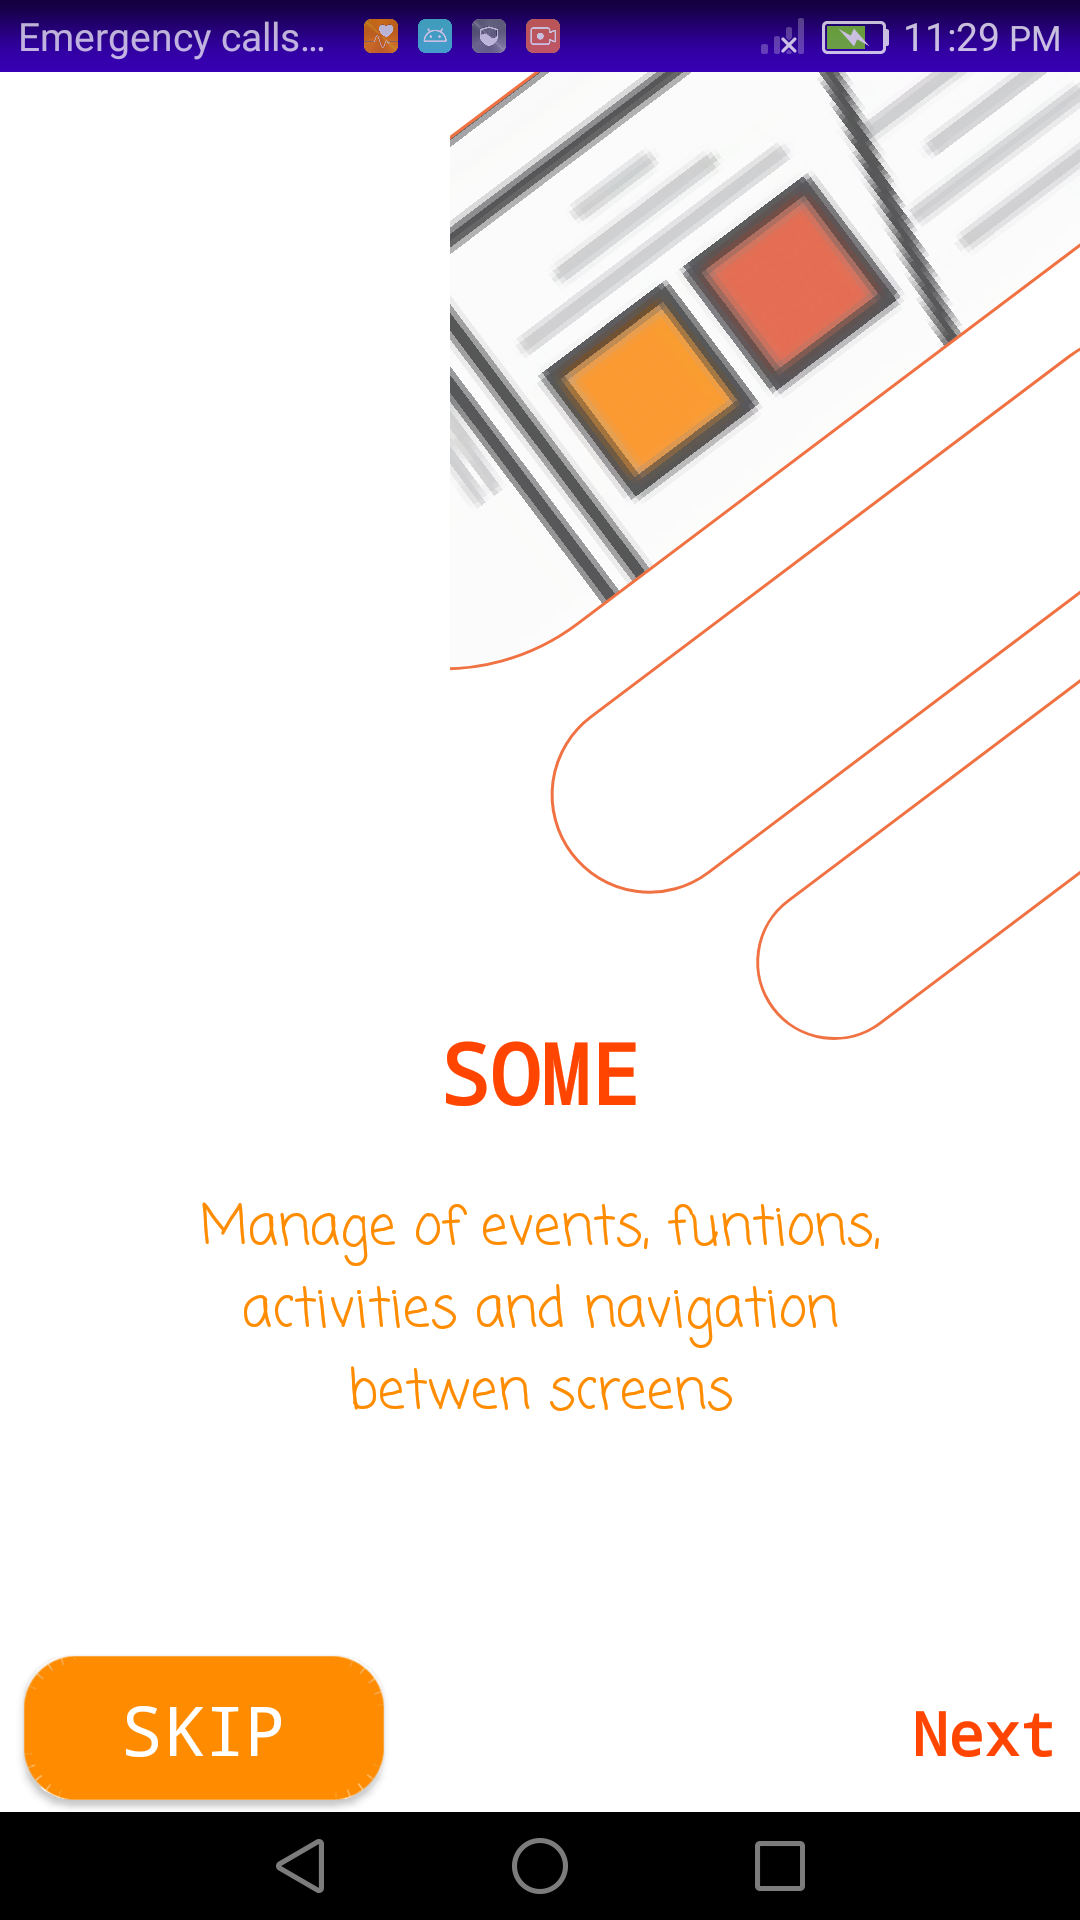 Emergency calls... 11:29 PM
SOME
Manage of events, funtions,
activities and navigation
betwen screens
SKIP
Next